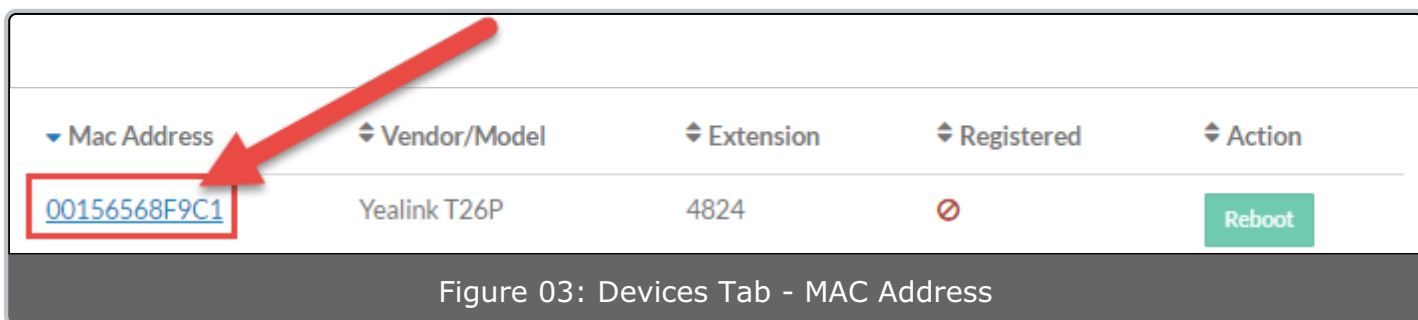 Mac Address Vendor/Model Extension Registered Action
00156568F9C1 Yealink T26P 4824 Reboot
Figure 03: Devices Tab - MAC Address